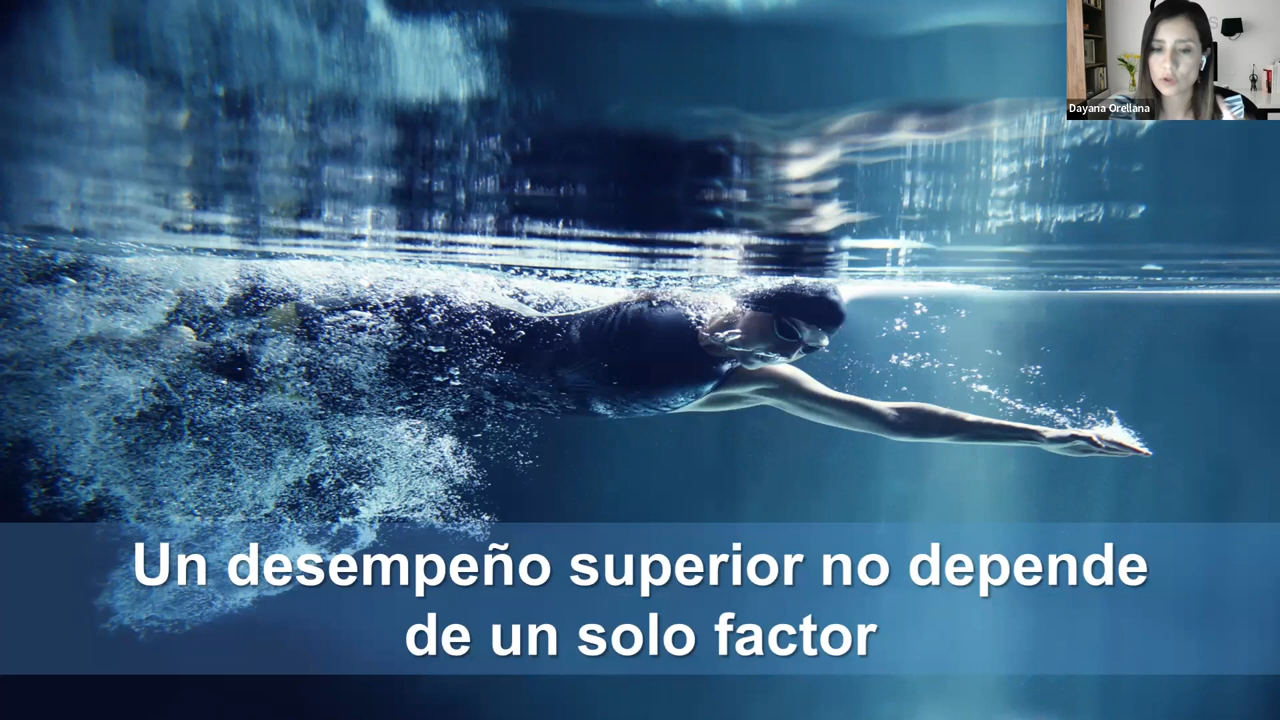 Dayana Orellana
Un desempeño superior no depende
de un solo factor